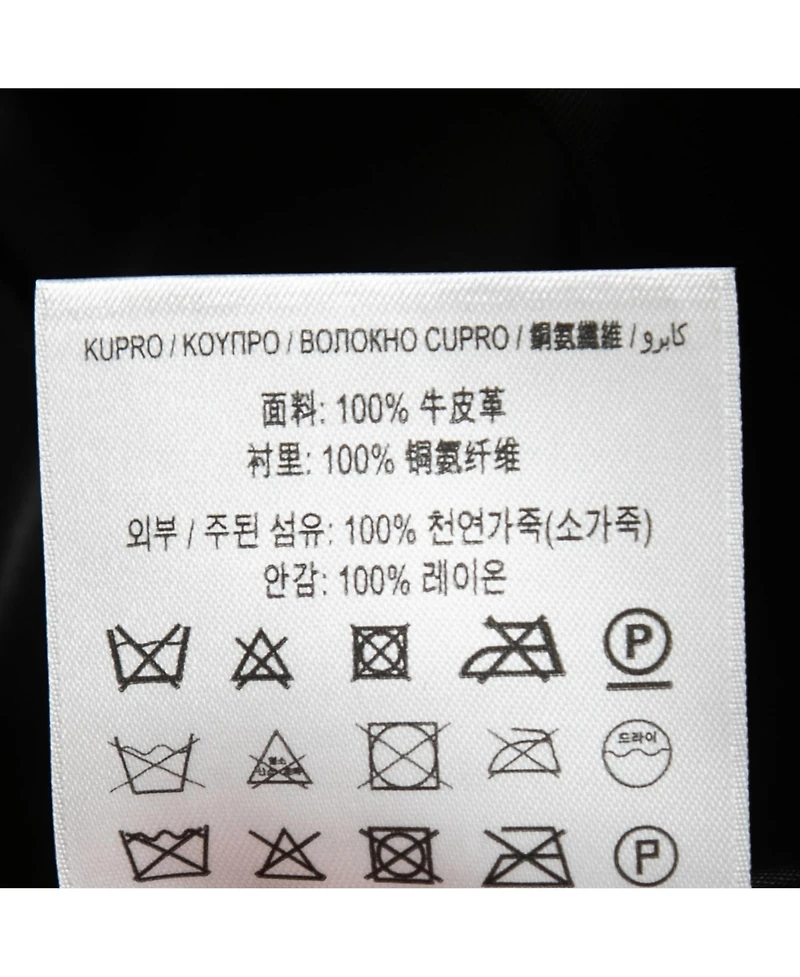 KUPRO / ΚΟΥΠΡΟ / ВОЛОКНО CUPRO / 銅氨纖維 / كابرو
面料: 100% 牛皮革
衬里: 100% 铜氨纤维
외부 / 주된 섬유: 100% 천연가죽(소가죽)
안감: 100% 레이온
P
드라이
P